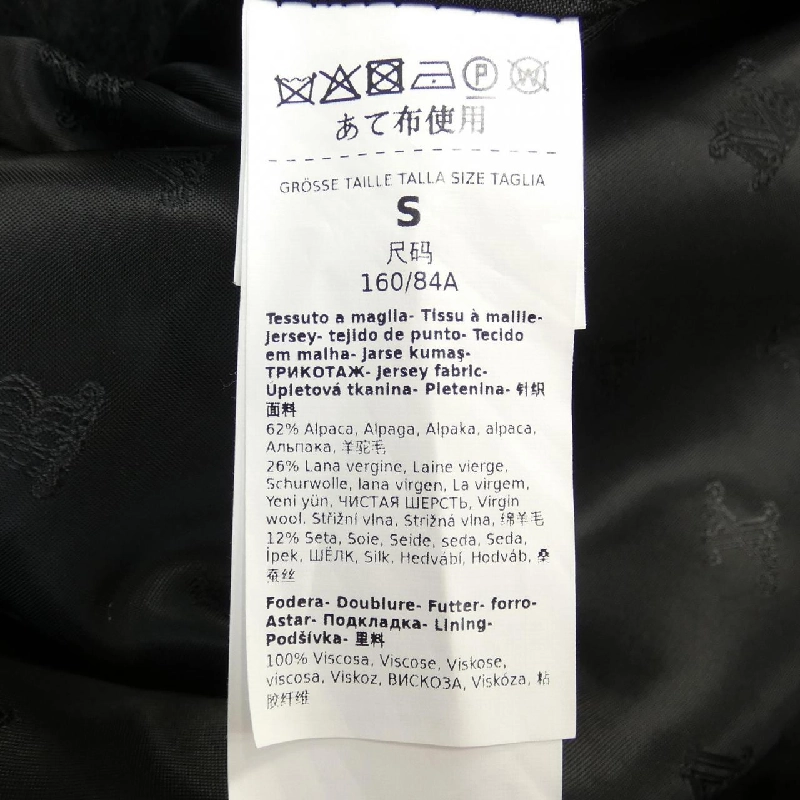 P W
あて布使用
GRÖSSE TAILLE TALLA SIZE TAGLIA
S
尺码
160/84A
Tessuto a maglia- Tissu à mallie-
Jersey- tejido de punto- Tecido
em malha- Jarse kumaş-
ТРИКОТАЖ- Jersey fabric-
Úpletová tkanina- Pletenina- 针织
面料
62% Alpaca, Alpaga, Alpaka, alpaca,
Альпака, 羊驼毛
26% Lana vergine, Laine vierge,
Schurwolle, lana virgen, La virgem,
Yeni yün, ЧИСТАЯ ШЕРСТЬ, Virgin
wool, Střižní vlna, Strižná vlna, 绵羊毛
12% Seta, Soie, Seide, seda, Seda,
İpek, ШЁЛК, Silk, Hedvábí, Hodváb, 桑
蚕丝
Fodera- Doublure- Futter- forro-
Astar- Подкладка- Lining-
Podšívka- 里料
100% Viscosa, Viscose, Viskose,
viscosa, Viskoz, ВИСКОЗА, Viskóza, 粘
胶纤维